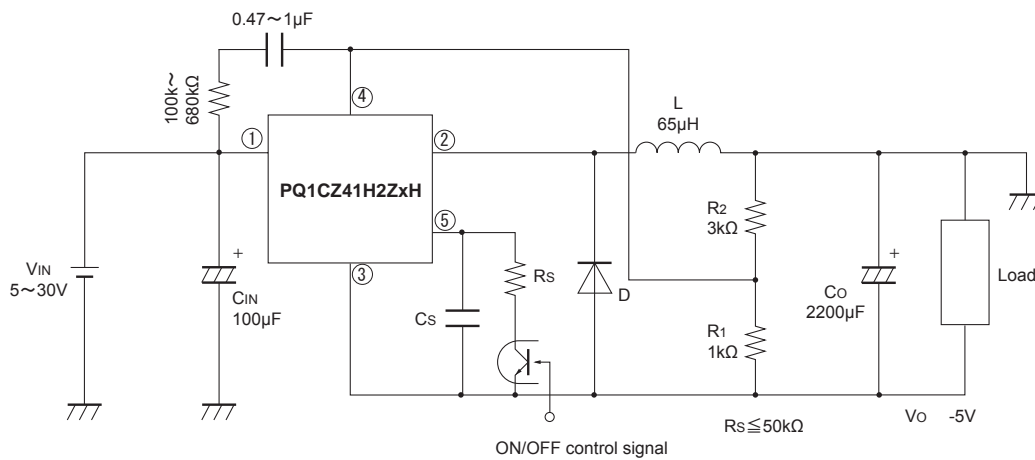 0.47～1µF
100k～
680kΩ
④
①
②
L
65µH
PQ1CZ41H2ZxH
R2
3kΩ
⑤
③
RS
VIN
5～30V
CIN
100µF
CS
D
CO
2200µF
Load
R1
1kΩ
RS≦50kΩ
VO -5V
ON/OFF control signal